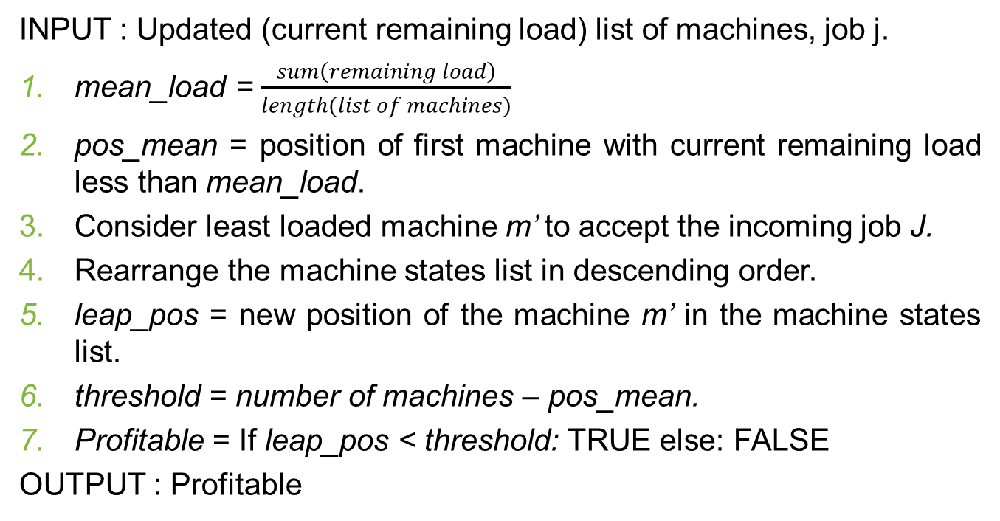 INPUT : Updated (current remaining load) list of machines, job j.
1. mean_load = sum(remaining load) / length(list of machines)
2. pos_mean = position of first machine with current remaining load
less than mean_load.
3. Consider least loaded machine m’ to accept the incoming job J.
4. Rearrange the machine states list in descending order.
5. leap_pos = new position of the machine m’ in the machine states
list.
6. threshold = number of machines – pos_mean.
7. Profitable = If leap_pos < threshold: TRUE else: FALSE
OUTPUT : Profitable